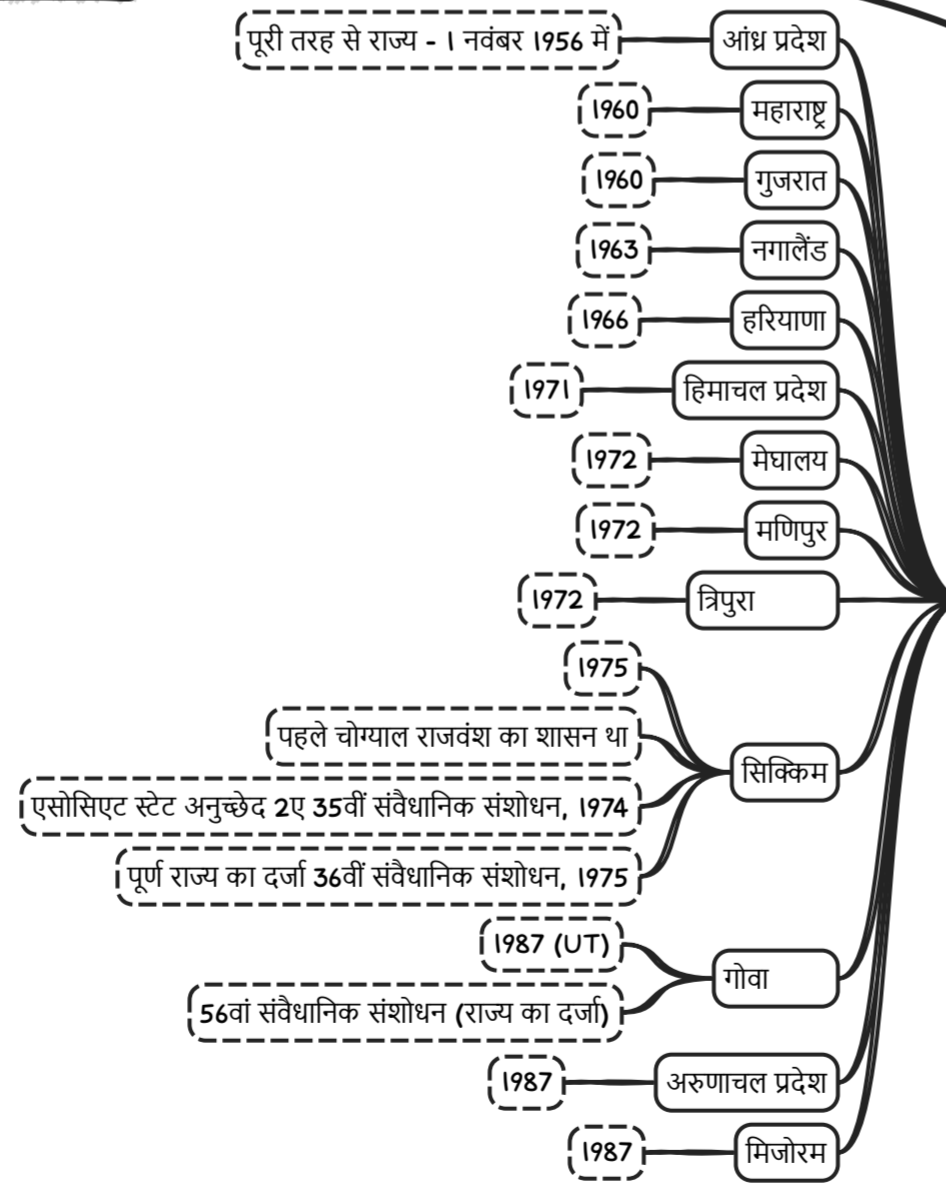 पूरी तरह से राज्य - 1 नवंबर 1956 में
आंध्र प्रदेश
1960
महाराष्ट्र
1960
गुजरात
1963
नगालैंड
1966
हरियाणा
1971
हिमाचल प्रदेश
1972
मेघालय
1972
मणिपुर
1972
त्रिपुरा
1975
पहले चोग्याल राजवंश का शासन था
एसोसिएट स्टेट अनुच्छेद 2ए 35वीं संवैधानिक संशोधन, 1974
पूर्ण राज्य का दर्जा 36वीं संवैधानिक संशोधन, 1975
सिक्किम
1987 (UT)
56वां संवैधानिक संशोधन (राज्य का दर्जा)
गोवा
1987
अरुणाचल प्रदेश
1987
मिजोरम